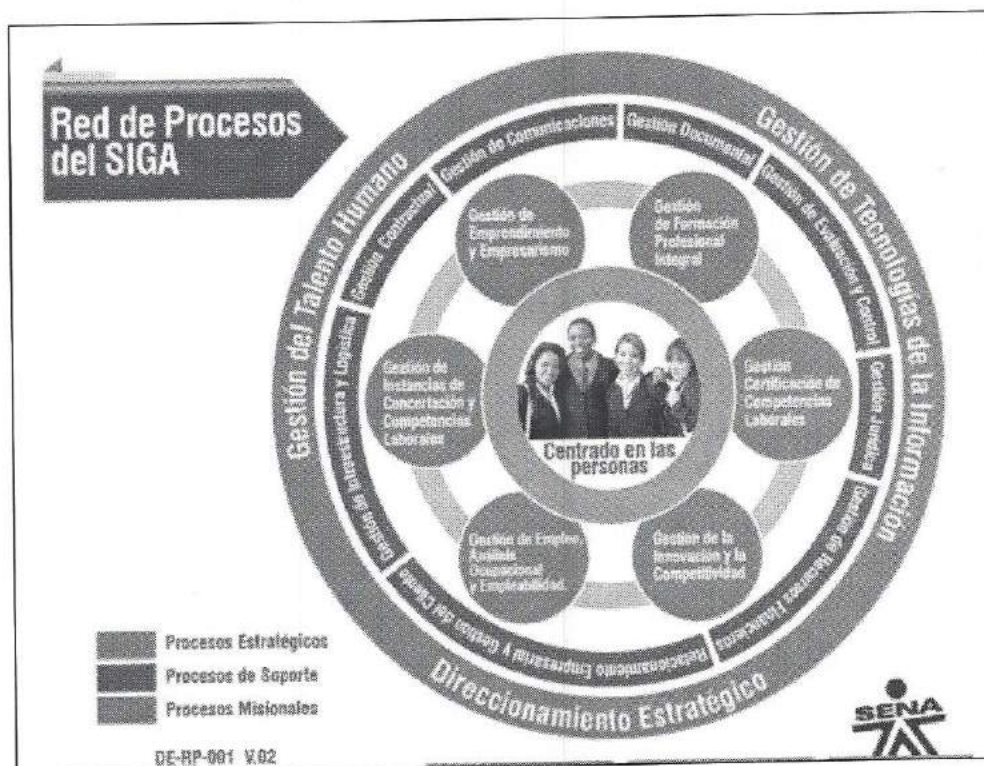 Red de Procesos
del SIGA
Gestión del Talento Humano
Gestión de Tecnologías de la Información
Direccionamiento Estratégico
Gestión de Comunicaciones
Gestión Documental
Gestión de Evaluación y Control
Gestión Jurídica
Gestión de Recursos Financieros
Relacionamiento Empresarial y Gestión del Cliente
Gestión de Infraestructura y Logística
Gestión Contractual
Gestión de
Emprendimiento
y Empresarismo
Gestión
de Formación
Profesional
Integral
Gestión
Certificación de
Competencias
Laborales
Gestión de la
Innovación y la
Competitividad
Gestión de Empleo,
Análisis
Ocupacional
y Empleabilidad
Gestión de
Instancias de
Concertación y
Competencias
Laborales
Centrado en las
personas
Procesos Estratégicos
Procesos de Soporte
Procesos Misionales
DE-RP-001 V.02
SENA